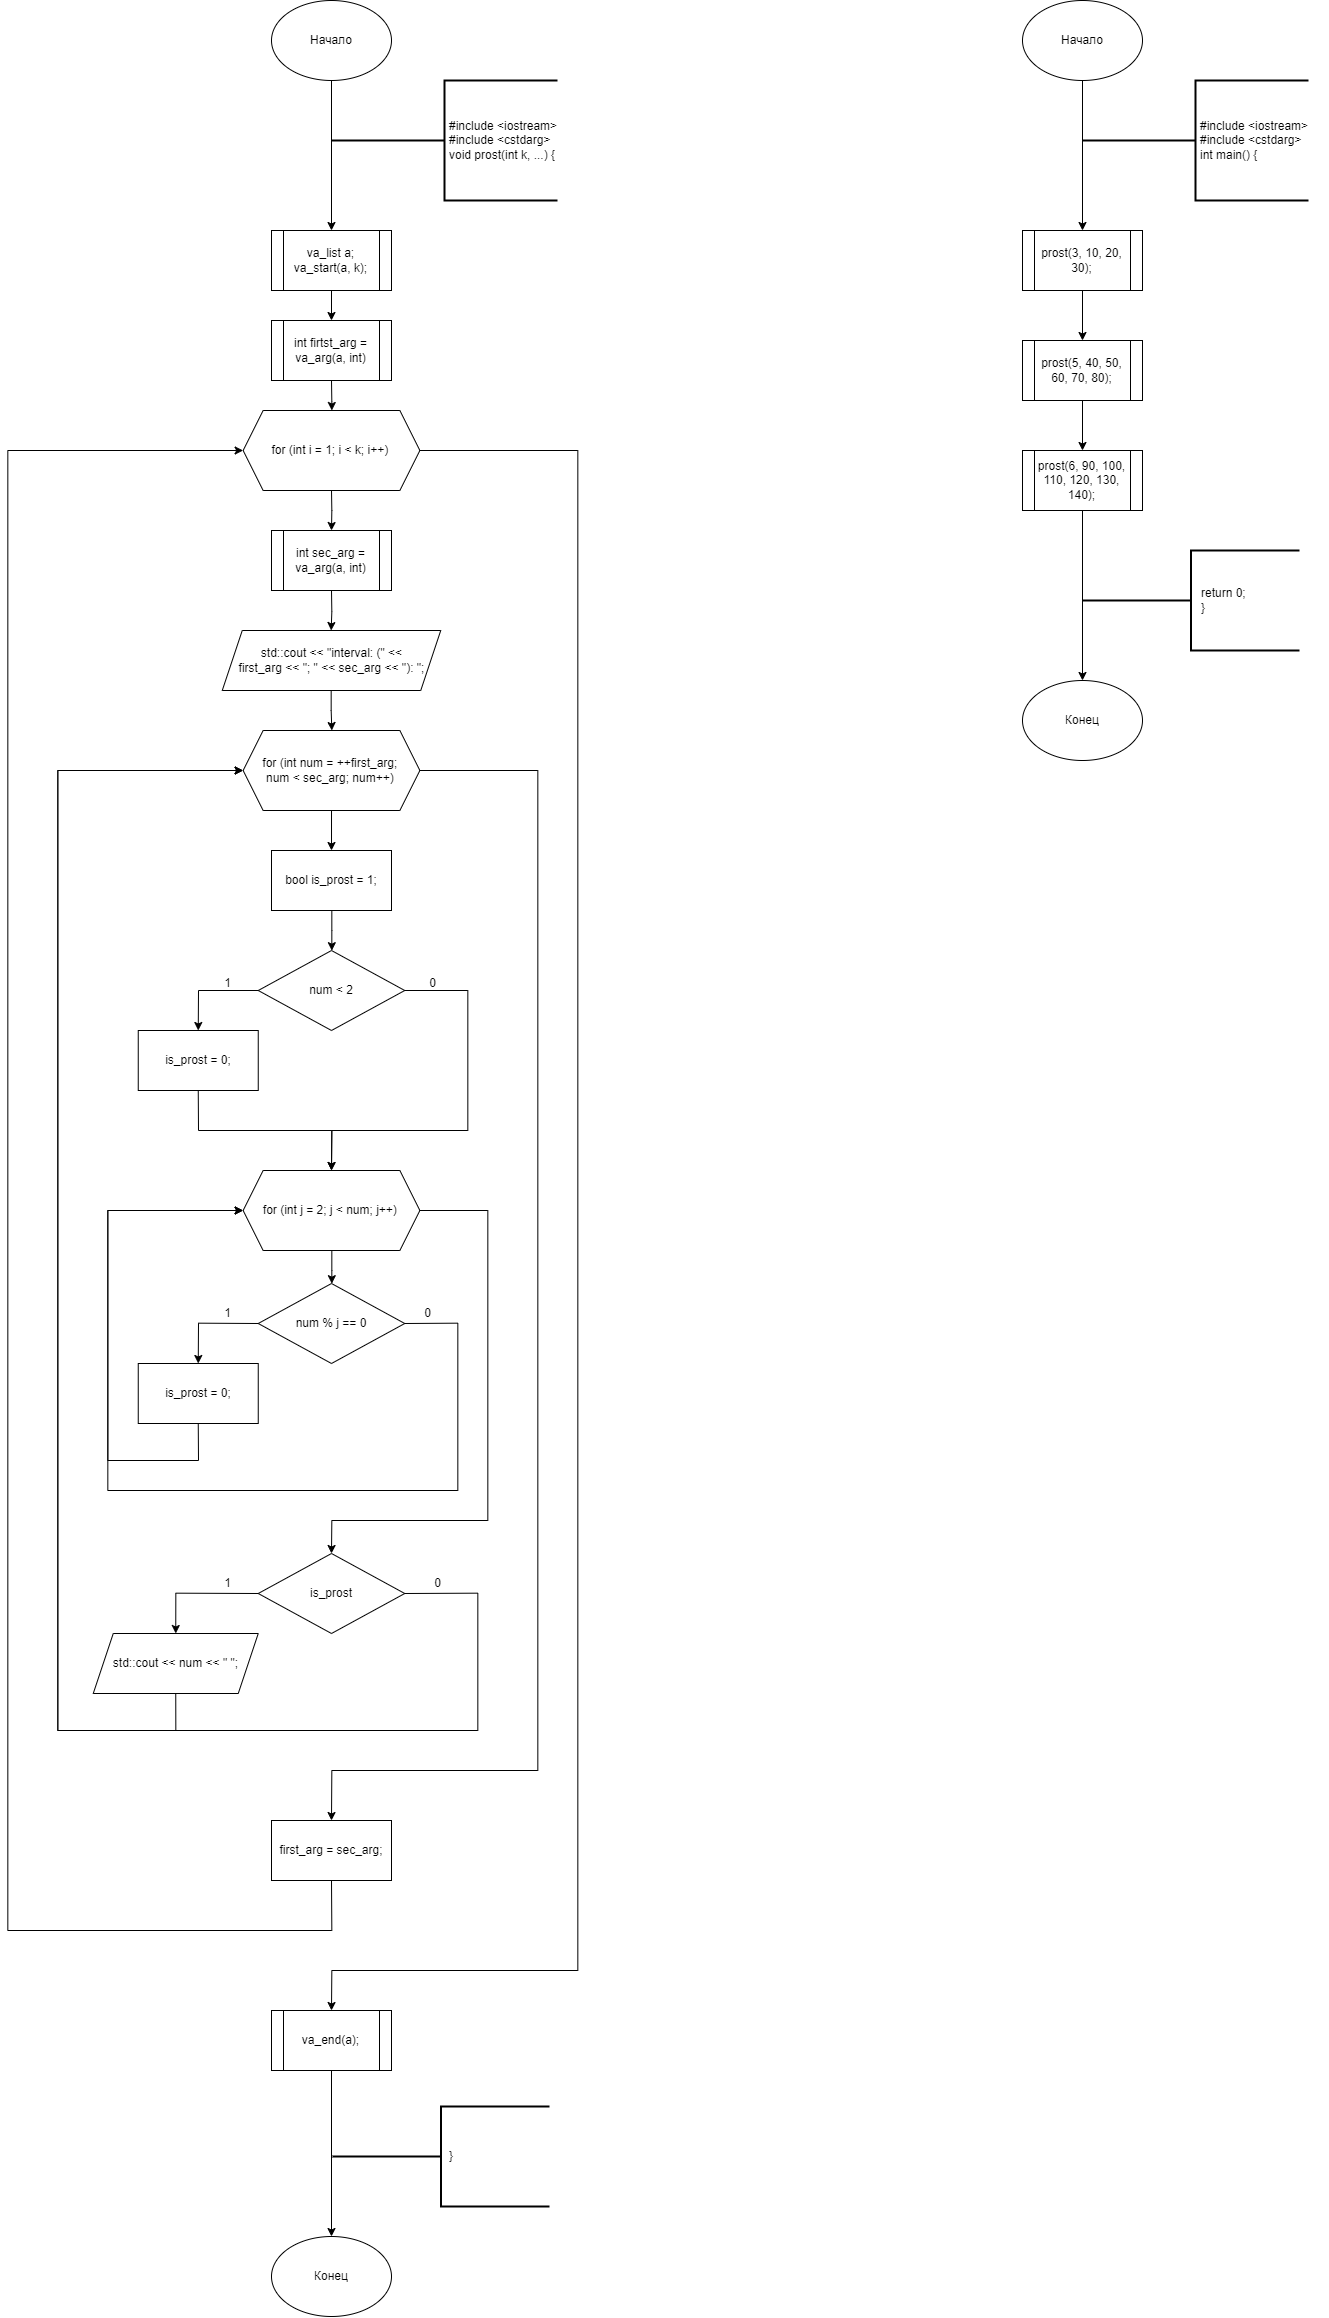 Начало
#include <iostream>
#include <cstdarg>
void prost(int k, ...) {
va_list a;
va_start(a, k);
int firtst_arg =
va_arg(a, int)
for (int i = 1; i < k; i++)
int sec_arg =
va_arg(a, int)
std::cout << "interval: (" <<
first_arg << "; " << sec_arg << "): ";
for (int num = ++first_arg;
num < sec_arg; num++)
bool is_prost = 1;
num < 2
1
0
is_prost = 0;
for (int j = 2; j < num; j++)
num % j == 0
1
0
is_prost = 0;
is_prost
1
0
std::cout << num << " ";
first_arg = sec_arg;
va_end(a);
}
Конец
Начало
#include <iostream>
#include <cstdarg>
int main() {
prost(3, 10, 20,
30);
prost(5, 40, 50,
60, 70, 80);
prost(6, 90, 100,
110, 120, 130,
140);
return 0;
}
Конец